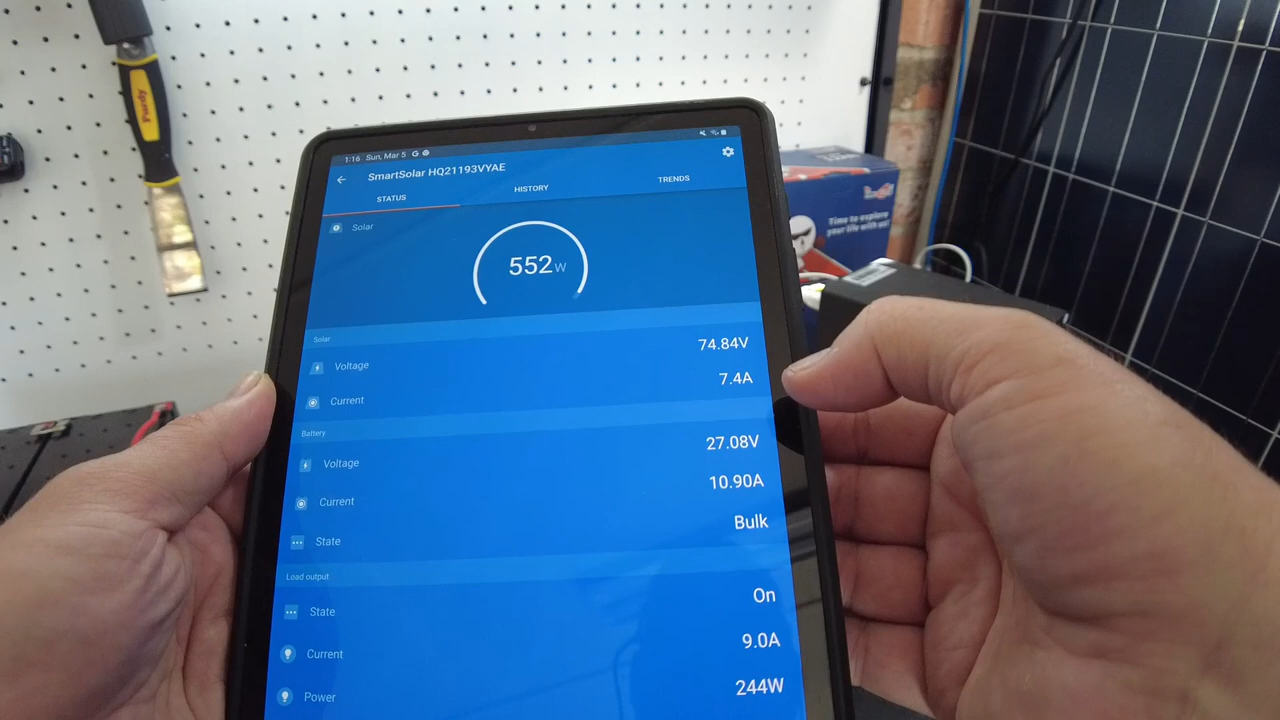 Purdy
1:16 Sun, Mar 5 G
SmartSolar HQ21193VYAE
STATUS HISTORY TRENDS
Solar
552W
Solar
Voltage 74.84V
Current 7.4A
Battery
Voltage 27.08V
Current 10.90A
State Bulk
Load output
State On
Current 9.0A
Power 244W
Time to explore
your life with us!